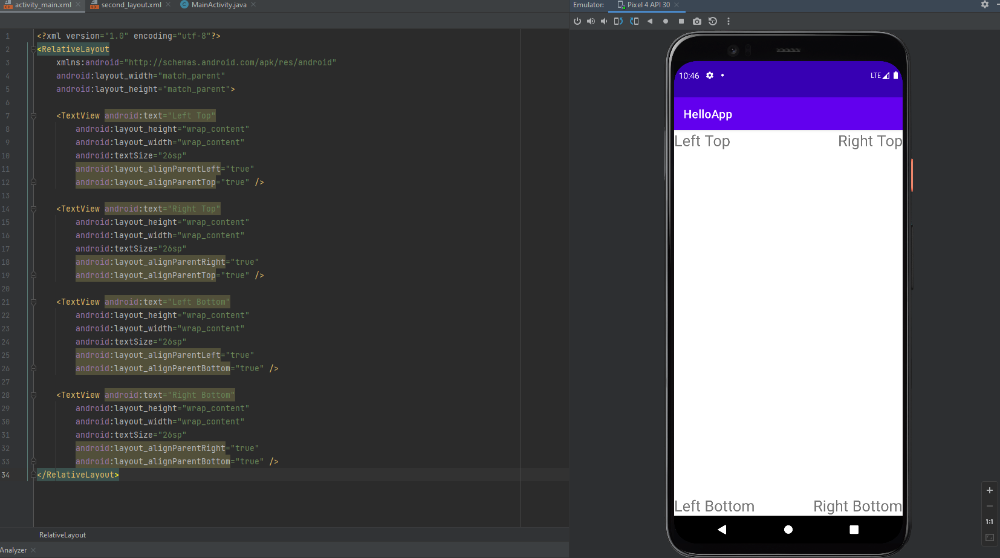 activity_main.xml second_layout.xml MainActivity.java Emulator: Pixel 4 API 30
1 <?xml version="1.0" encoding="utf-8"?>
2 <RelativeLayout
3 xmlns:android="http://schemas.android.com/apk/res/android"
4 android:layout_width="match_parent"
5 android:layout_height="match_parent">
6
7 <TextView android:text="Left Top"
8 android:layout_height="wrap_content"
9 android:layout_width="wrap_content"
10 android:textSize="26sp"
11 android:layout_alignParentLeft="true"
12 android:layout_alignParentTop="true" />
13
14 <TextView android:text="Right Top"
15 android:layout_height="wrap_content"
16 android:layout_width="wrap_content"
17 android:textSize="26sp"
18 android:layout_alignParentRight="true"
19 android:layout_alignParentTop="true" />
20
21 <TextView android:text="Left Bottom"
22 android:layout_height="wrap_content"
23 android:layout_width="wrap_content"
24 android:textSize="26sp"
25 android:layout_alignParentLeft="true"
26 android:layout_alignParentBottom="true" />
27
28 <TextView android:text="Right Bottom"
29 android:layout_height="wrap_content"
30 android:layout_width="wrap_content"
31 android:textSize="26sp"
32 android:layout_alignParentRight="true"
33 android:layout_alignParentBottom="true" />
34 </RelativeLayout>
RelativeLayout
Analyzer
10:46 LTE
HelloApp
Left Top Right Top
Left Bottom Right Bottom
1:1